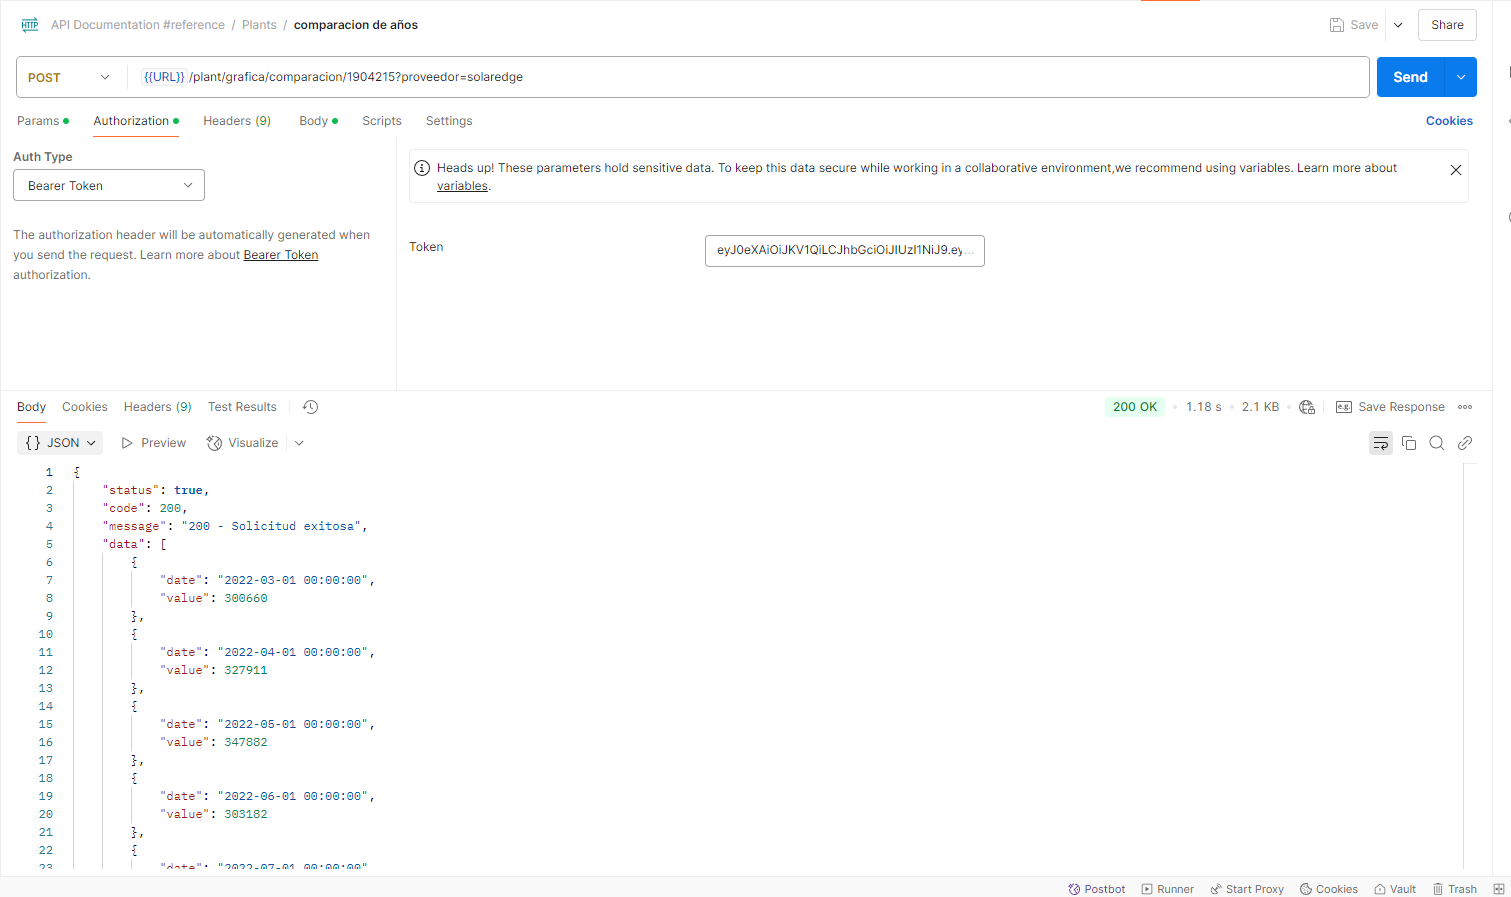 HTTP API Documentation #reference / Plants / comparacion de años Save Share
POST {{URL}} /plant/grafica/comparacion/1904215?proveedor=solaredge Send
Params Authorization Headers (9) Body Scripts Settings Cookies
Auth Type
Bearer Token
The authorization header will be automatically generated when
you send the request. Learn more about Bearer Token
authorization.
Heads up! These parameters hold sensitive data. To keep this data secure while working in a collaborative environment,we recommend using variables. Learn more about
variables.
Token eyJ0eXAiOiJKV1QiLCJhbGciOiJIUzI1NiJ9.ey...
Body Cookies Headers (9) Test Results 200 OK 1.18 s 2.1 KB e.g. Save Response
{} JSON Preview Visualize
1 {
2 "status": true,
3 "code": 200,
4 "message": "200 - Solicitud exitosa",
5 "data": [
6 {
7 "date": "2022-03-01 00:00:00",
8 "value": 300660
9 },
10 {
11 "date": "2022-04-01 00:00:00",
12 "value": 327911
13 },
14 {
15 "date": "2022-05-01 00:00:00",
16 "value": 347882
17 },
18 {
19 "date": "2022-06-01 00:00:00",
20 "value": 303182
21 },
22 {
23 "date": "2022-07-01 00:00:00"
Postbot Runner Start Proxy Cookies Vault Trash